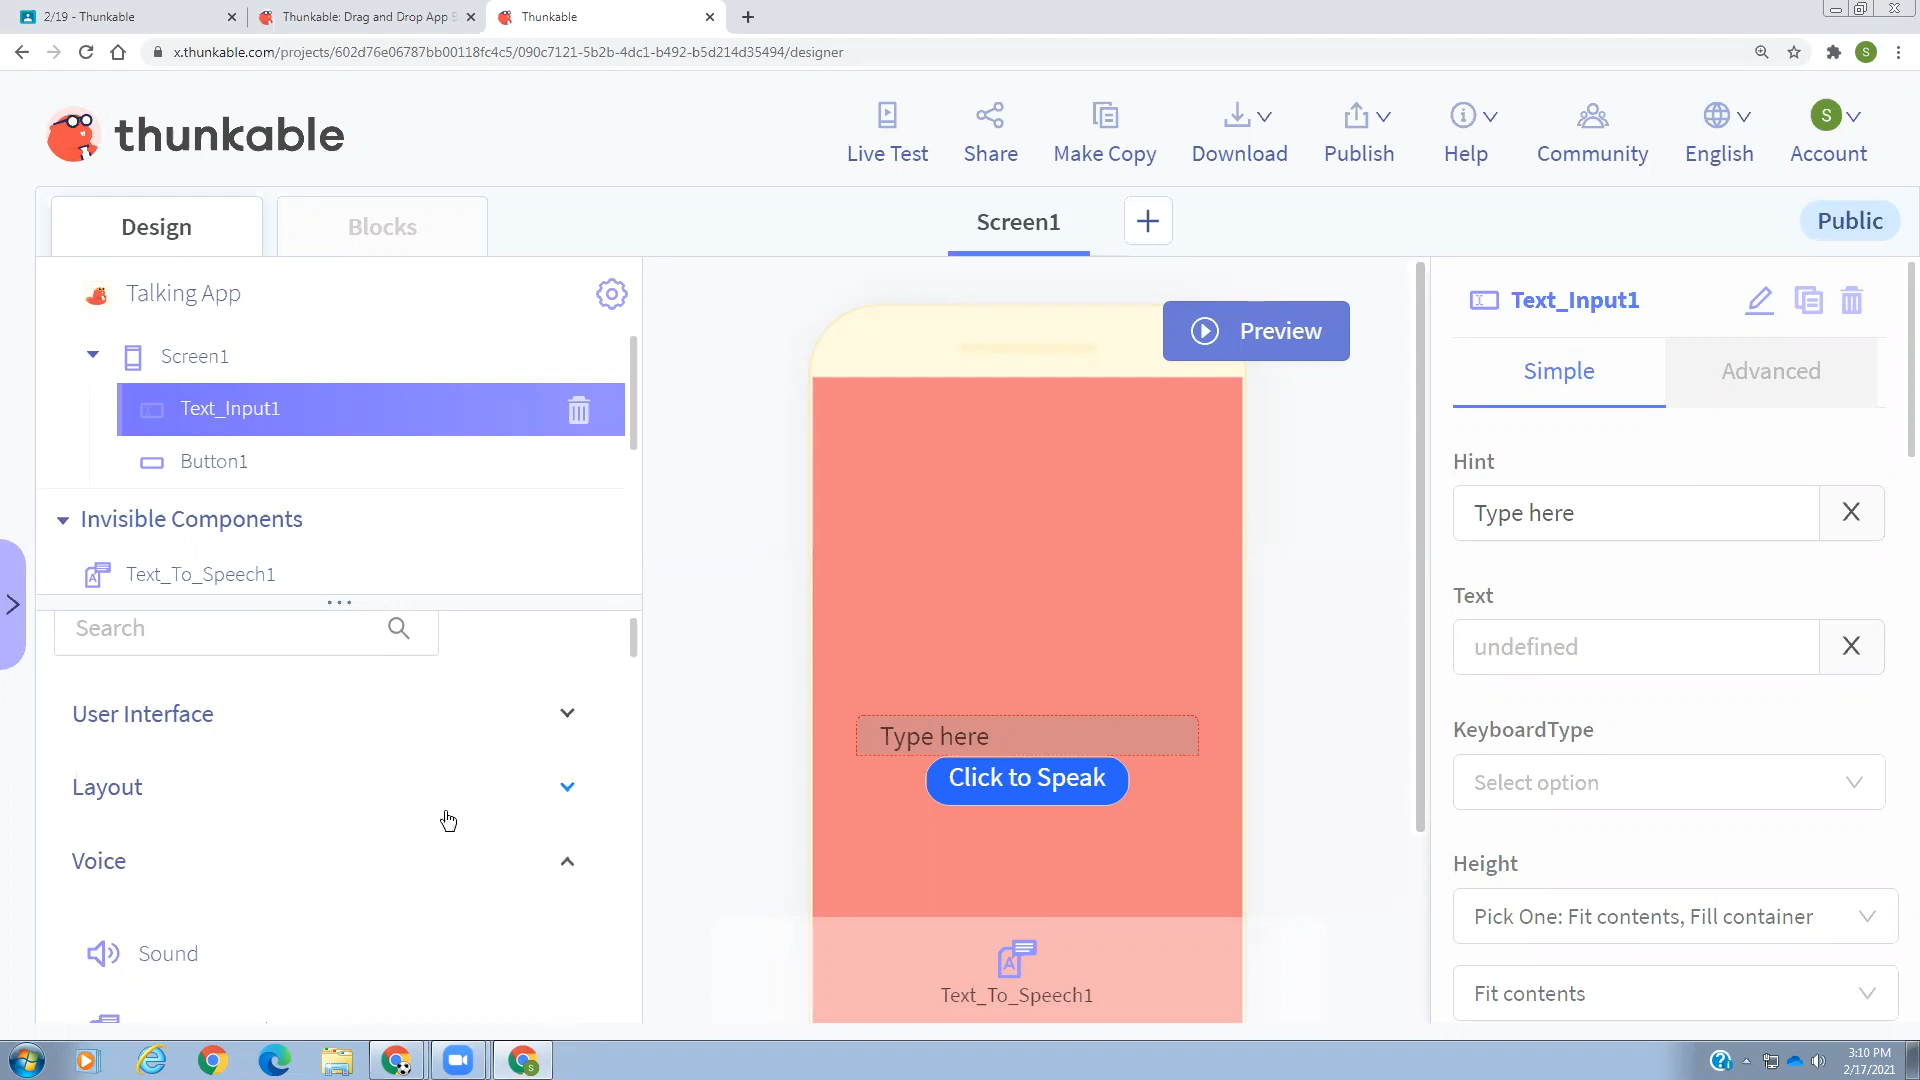 2/19 - Thunkable
Thunkable: Drag and Drop App
Thunkable
x.thunkable.com/projects/602d76e06787bb00118fc4c5/090c7121-5b2b-4dc1-b492-b5d214d35494/designer
S
thunkable
Live Test
Share
Make Copy
Download
Publish
Help
Community
English
S
Account
Design
Blocks
Screen1
Public
Talking App
Screen1
Text_Input1
Button1
Invisible Components
Text_To_Speech1
Search
User Interface
Layout
Voice
Sound
Preview
Type here
Click to Speak
Text_To_Speech1
Text_Input1
Simple
Advanced
Hint
Type here
X
Text
undefined
X
KeyboardType
Select option
Height
Pick One: Fit contents, Fill container
Fit contents
3:10 PM
2/17/2021